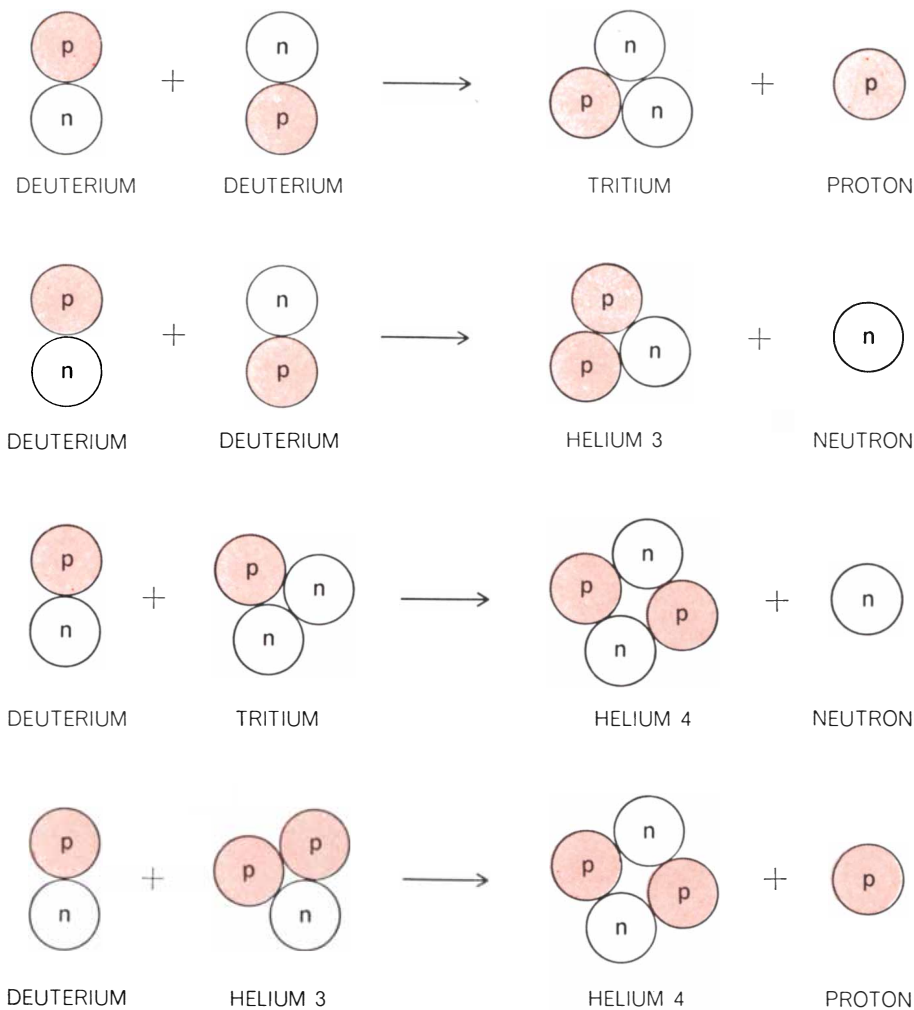 p n n
p n p p n
DEUTERIUM + DEUTERIUM → TRITIUM + PROTON
p n p
n p p n n
DEUTERIUM + DEUTERIUM → HELIUM 3 + NEUTRON
p p n n
n n p p n n
DEUTERIUM + TRITIUM → HELIUM 4 + NEUTRON
p p p n
n n p p n p
DEUTERIUM + HELIUM 3 → HELIUM 4 + PROTON